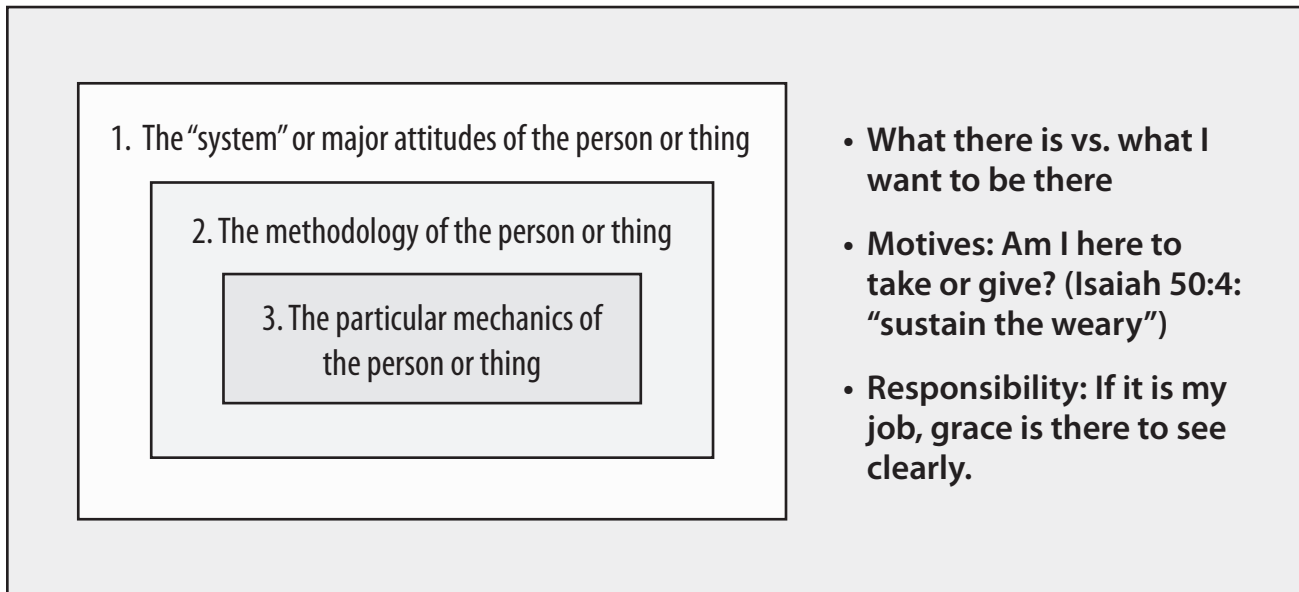 1. The “system” or major attitudes of the person or thing
2. The methodology of the person or thing
3. The particular mechanics of
the person or thing
• What there is vs. what I
want to be there
• Motives: Am I here to
take or give? (Isaiah 50:4:
“sustain the weary”)
• Responsibility: If it is my
job, grace is there to see
clearly.